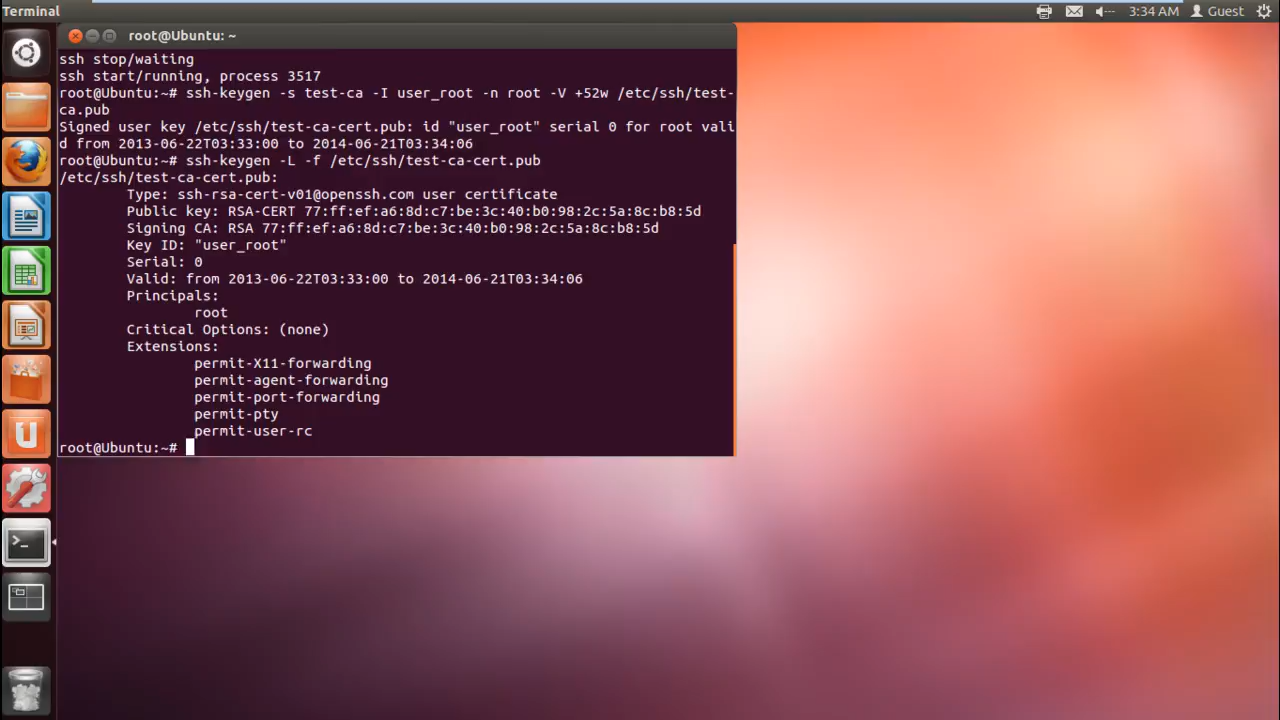 Terminal
3:34 AM
Guest
root@Ubuntu: ~
ssh stop/waiting
ssh start/running, process 3517
root@Ubuntu:~# ssh-keygen -s test-ca -I user_root -n root -V +52w /etc/ssh/test-
ca.pub
Signed user key /etc/ssh/test-ca-cert.pub: id "user_root" serial 0 for root vali
d from 2013-06-22T03:33:00 to 2014-06-21T03:34:06
root@Ubuntu:~# ssh-keygen -L -f /etc/ssh/test-ca-cert.pub
/etc/ssh/test-ca-cert.pub:
Type: ssh-rsa-cert-v01@openssh.com user certificate
Public key: RSA-CERT 77:ff:ef:a6:8d:c7:be:3c:40:b0:98:2c:5a:8c:b8:5d
Signing CA: RSA 77:ff:ef:a6:8d:c7:be:3c:40:b0:98:2c:5a:8c:b8:5d
Key ID: "user_root"
Serial: 0
Valid: from 2013-06-22T03:33:00 to 2014-06-21T03:34:06
Principals:
root
Critical Options: (none)
Extensions:
permit-X11-forwarding
permit-agent-forwarding
permit-port-forwarding
permit-pty
permit-user-rc
root@Ubuntu:~#